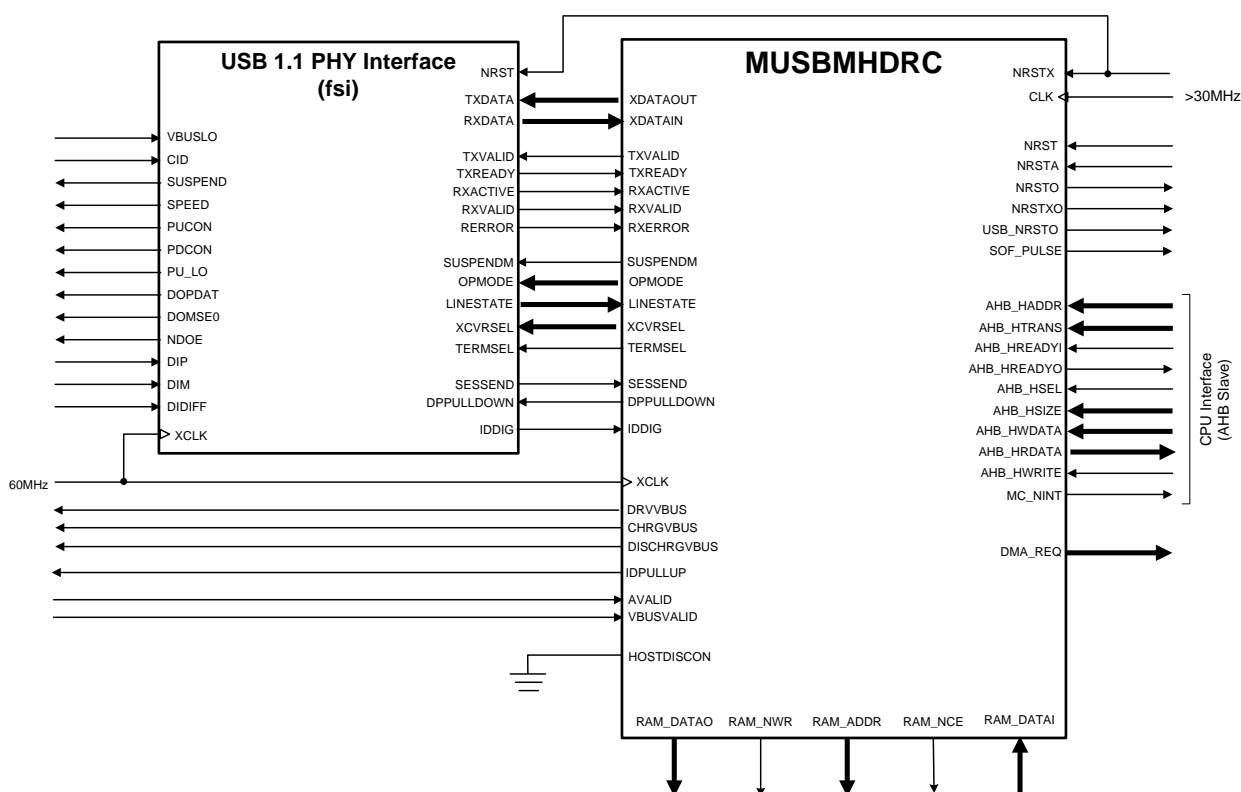 USB 1.1 PHY Interface
(fsi)
VBUSLO
CID
SUSPEND
SPEED
PUCON
PDCON
PU_LO
DOPDAT
DOMSE0
NDOE
DIP
DIM
DIDIFF
XCLK
NRST
TXDATA
RXDATA
TXVALID
TXREADY
RXACTIVE
RXVALID
RERROR
SUSPENDM
OPMODE
LINESTATE
XCVRSEL
TERMSEL
SESSEND
DPPULLDOWN
IDDIG
60MHz
MUSBMHDRC
XDATAOUT
XDATAIN
TXVALID
TXREADY
RXACTIVE
RXVALID
RXERROR
SUSPENDM
OPMODE
LINESTATE
XCVRSEL
TERMSEL
SESSEND
DPPULLDOWN
IDDIG
XCLK
DRVVBUS
CHRGVBUS
DISCHRGVBUS
IDPULLUP
AVALID
VBUSVALID
HOSTDISCON
NRSTX
CLK
>30MHz
NRST
NRSTA
NRSTO
NRSTXO
USB_NRSTO
SOF_PULSE
AHB_HADDR
AHB_HTRANS
AHB_HREADYI
AHB_HREADYO
AHB_HSEL
AHB_HSIZE
AHB_HWDATA
AHB_HRDATA
AHB_HWRITE
MC_NINT
CPU Interface
(AHB Slave)
DMA_REQ
RAM_DATAO
RAM_NWR
RAM_ADDR
RAM_NCE
RAM_DATAI